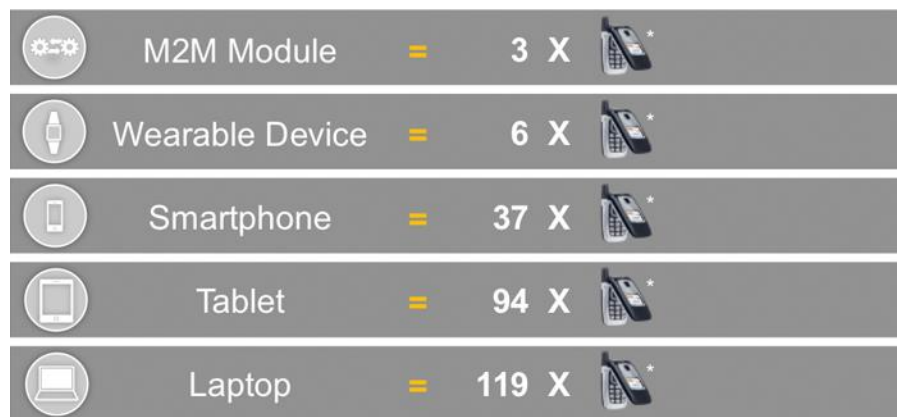 M2M Module = 3 X *
Wearable Device = 6 X *
Smartphone = 37 X *
Tablet = 94 X *
Laptop = 119 X *